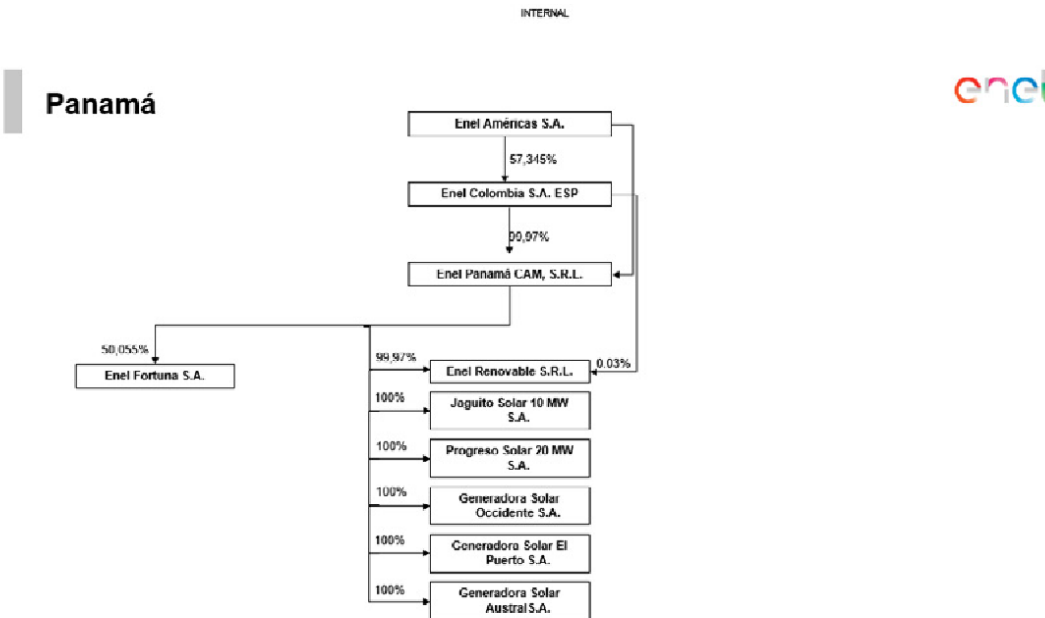 INTERNAL
Panamá
enel
Enel Américas S.A.
57,345%
Enel Colombia S.A. ESP
99,97%
Enel Panamá CAM, S.R.L.
50,055%
Enel Fortuna S.A.
99,97%
Enel Renovable S.R.L.
0.03%
100%
Jaguito Solar 10 MW
S.A.
100%
Progreso Solar 20 MW
S.A.
100%
Generadora Solar
Occidente S.A.
100%
Generadora Solar El
Puerto S.A.
100%
Generadora Solar
Austral S.A.